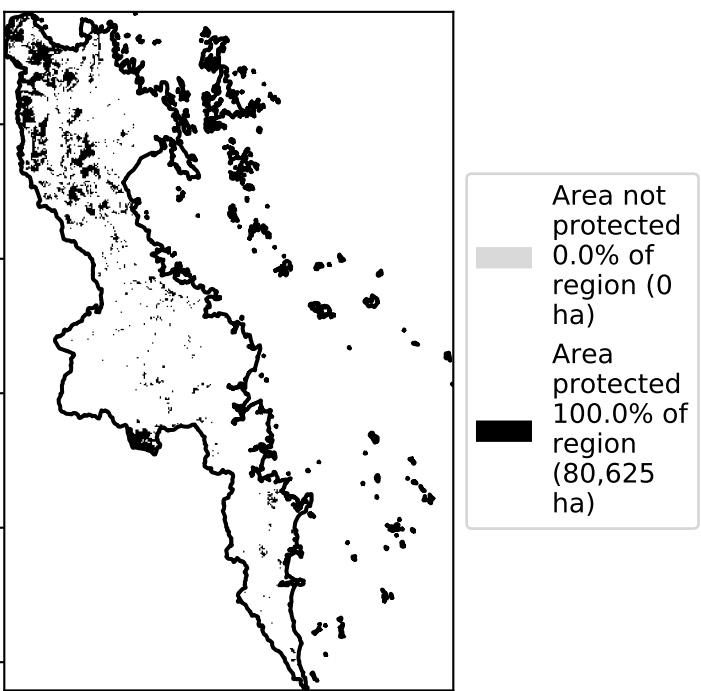 Area not
protected
0.0% of
region (0
ha)
Area
protected
100.0% of
region
(80,625
ha)